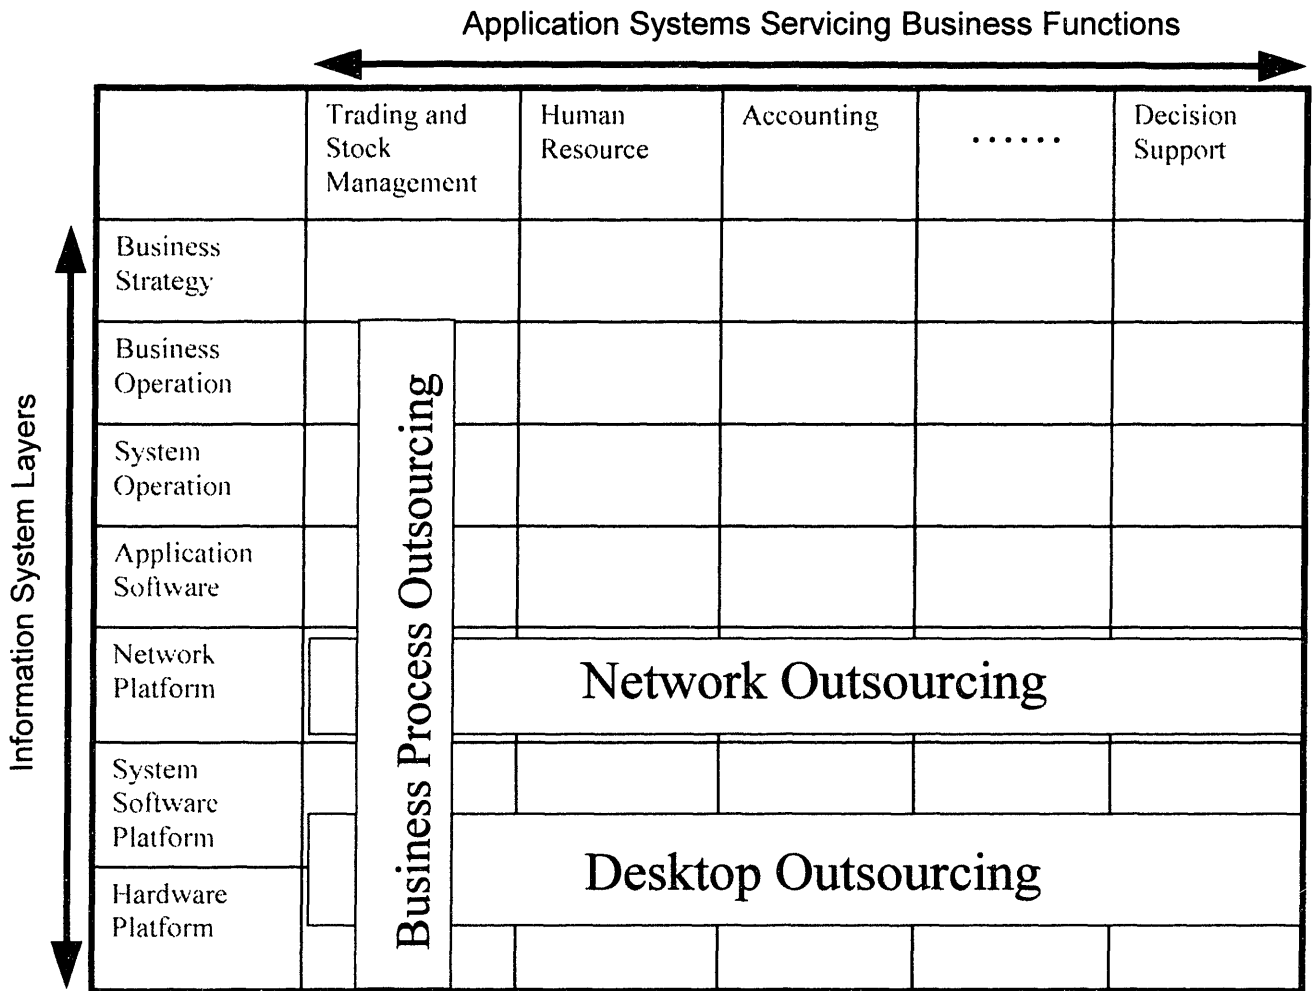 Application Systems Servicing Business Functions
Trading and
Stock
Management
Human
Resource
Accounting
......
Decision
Support
Information System Layers
Business
Strategy
Business
Operation
System
Operation
Application
Software
Network
Platform
System
Software
Platform
Hardware
Platform
Business Process Outsourcing
Network Outsourcing
Desktop Outsourcing